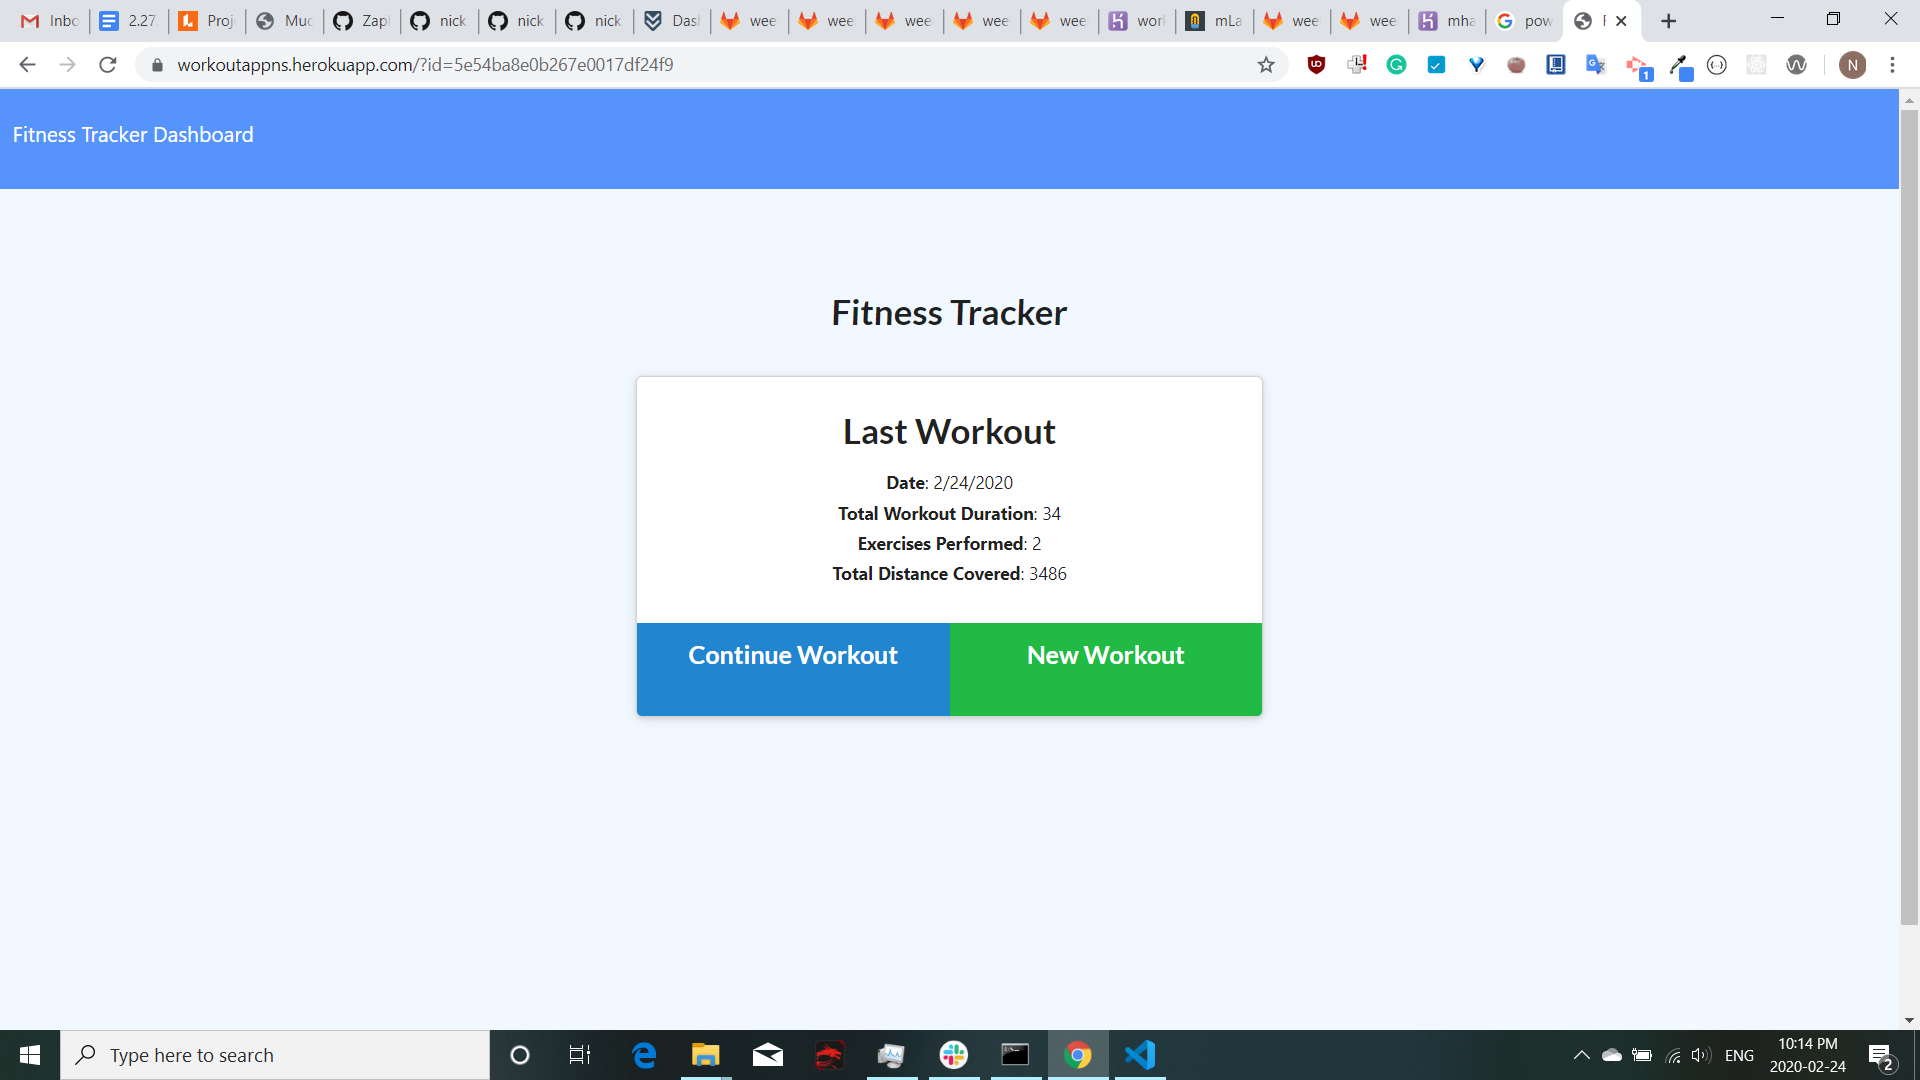 Inbo
2.27
Proj
Muc
Zapl
nick
nick
nick
Dasl
wee
wee
wee
wee
wee
worl
mLa
wee
wee
mha
pow
workoutappns.herokuapp.com/?id=5e54ba8e0b267e0017df24f9
1
N
Fitness Tracker Dashboard
Fitness Tracker
Last Workout
Date: 2/24/2020
Total Workout Duration: 34
Exercises Performed: 2
Total Distance Covered: 3486
Continue Workout
New Workout
Type here to search
ENG
10:14 PM
2020-02-24
2